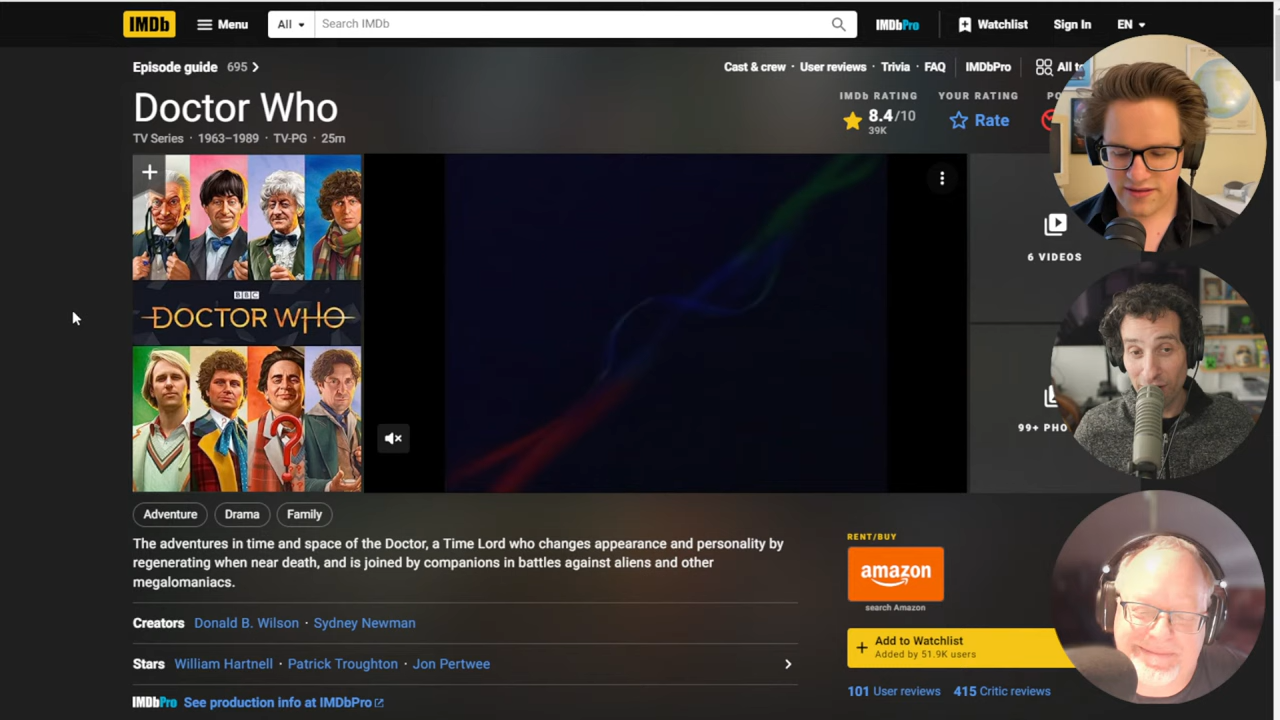 IMDb
Menu
All
Search IMDb
IMDbPro
Watchlist
Sign In
EN
Episode guide 695
Cast & crew · User reviews · Trivia · FAQ
IMDbPro
All
Doctor Who
TV Series · 1963–1989 · TV-PG · 25m
IMDb RATING
8.4/10
39K
YOUR RATING
Rate
BBC
DOCTOR WHO
6 VIDEOS
99+ PHO
Adventure
Drama
Family
The adventures in time and space of the Doctor, a Time Lord who changes appearance and personality by
regenerating when near death, and is joined by companions in battles against aliens and other
megalomaniacs.
Creators Donald B. Wilson · Sydney Newman
Stars William Hartnell · Patrick Troughton · Jon Pertwee
IMDbPro See production info at IMDbPro
RENT/BUY
amazon
search Amazon
Add to Watchlist
Added by 51.9K users
101 User reviews 415 Critic reviews